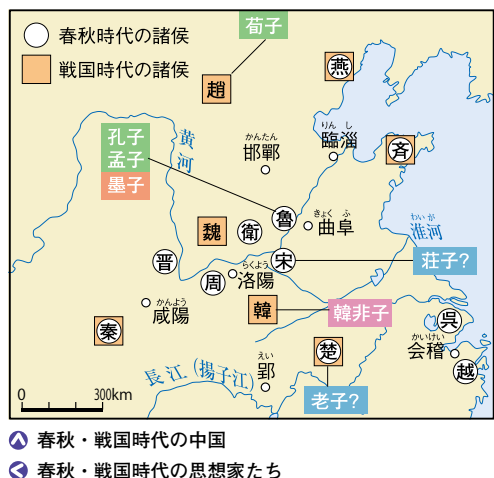 荀子
春秋時代の諸侯
戦国時代の諸侯
燕
趙
孔子
孟子
墨子
黄河
かんたん
邯鄲
りんし
臨淄
斉
魯
きょくふ
曲阜
わいが
淮河
魏
衛
晋
宋
荘子?
周
らくよう
洛陽
かんよう
咸陽
韓
韓非子
呉
秦
楚
かいけい
会稽
越
長江(揚子江)
えい
郢
老子?
0
300km
春秋・戦国時代の中国
春秋・戦国時代の思想家たち